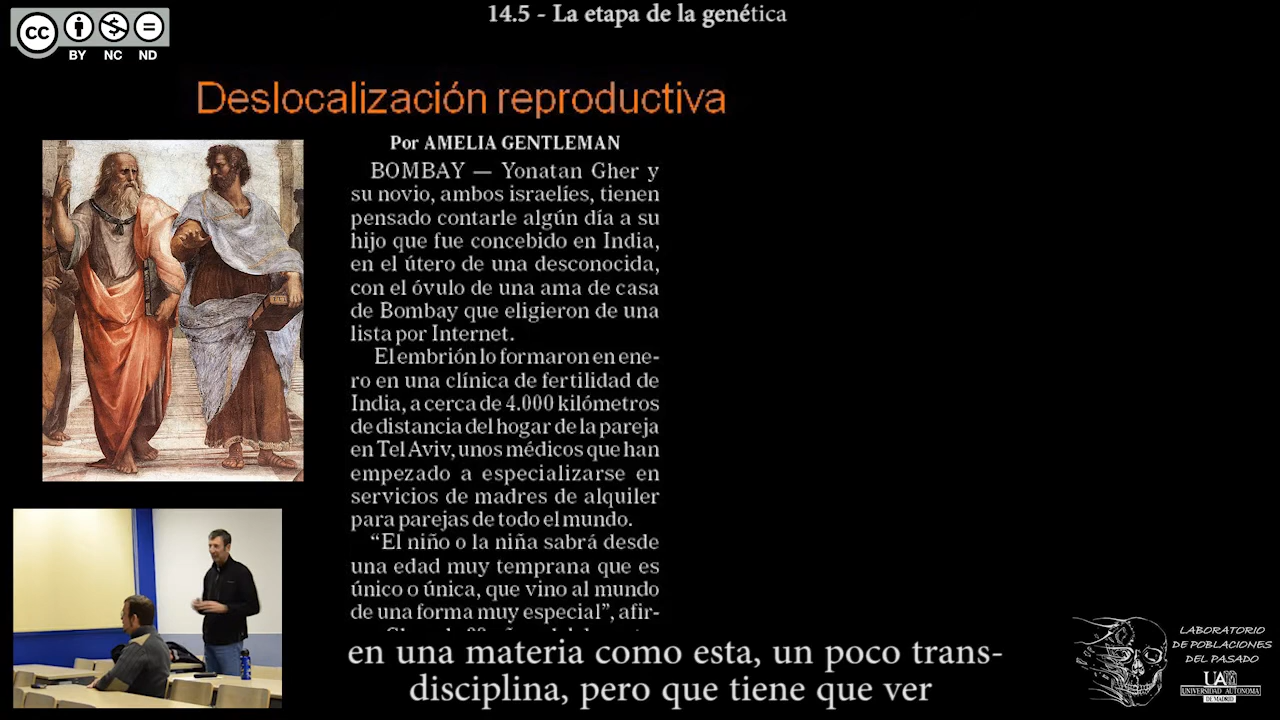 14.5 - La etapa de la genética
CC
BY NC ND
Deslocalización reproductiva
Por AMELIA GENTLEMAN
BOMBAY — Yonatan Gher y
su novio, ambos israelíes, tienen
pensado contarle algún día a su
hijo que fue concebido en India,
en el útero de una desconocida,
con el óvulo de una ama de casa
de Bombay que eligieron de una
lista por Internet.
El embrión lo formaron en ene-
ro en una clínica de fertilidad de
India, a cerca de 4.000 kilómetros
de distancia del hogar de la pareja
en Tel Aviv, unos médicos que han
empezado a especializarse en
servicios de madres de alquiler
para parejas de todo el mundo.
“El niño o la niña sabrá desde
una edad muy temprana que es
único o única, que vino al mundo
de una forma muy especial”, afir-
en una materia como esta, un poco trans-
disciplina, pero que tiene que ver
LABORATORIO
DE POBLACIONES
DEL PASADO
UAM
UNIVERSIDAD AUTONOMA
DE MADRID